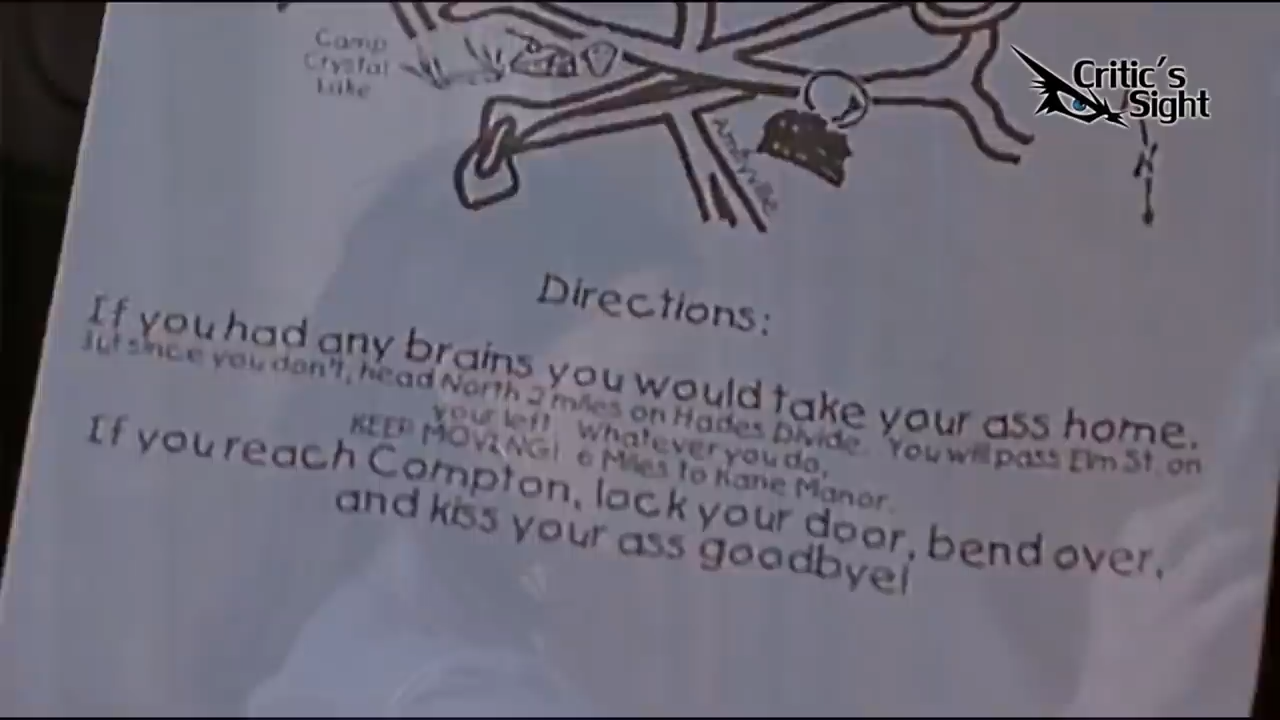 Camp
Crystal
Lake
Critic's
Sight
Amityville
N
Directions:
If you had any brains you would take your ass home.
But since you don't, head North 2 miles on Hades Divide. You will pass Elm St. on
your left. Whatever you do,
KEEP MOVING! 6 Miles to Kane Manor.
If you reach Compton, lock your door, bend over,
and kiss your ass goodbye!